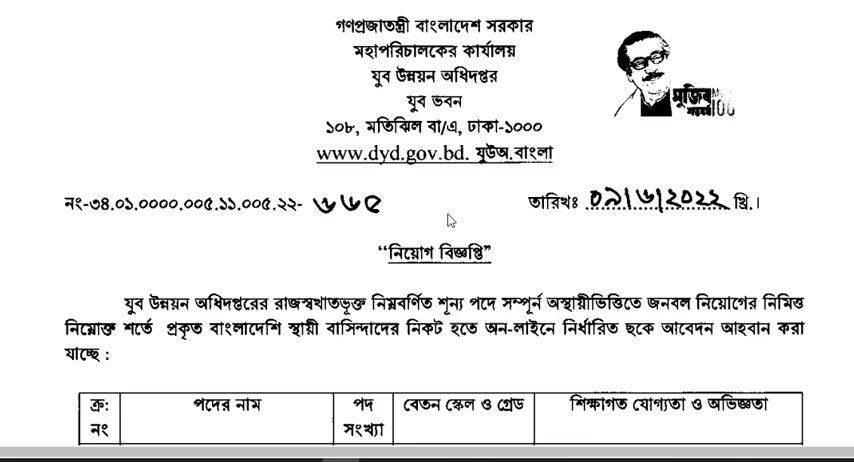 গণপ্রজাতন্ত্রী বাংলাদেশ সরকার
মহাপরিচালকের কার্যালয়
যুব উন্নয়ন অধিদপ্তর
যুব ভবন
১০৮, মতিঝিল বা/এ, ঢাকা-১০০০
www.dyd.gov.bd. যুউঅ.বাংলা
মুজিব
100
নং-৩৪.০১.০০০০.০০৫.১১.০০৫.২২- ৬৬৫
তারিখঃ ০৯/৬/২০২২ খ্রি.।
“নিয়োগ বিজ্ঞপ্তি”
যুব উন্নয়ন অধিদপ্তরের রাজস্বখাতভূক্ত নিম্নবর্ণিত শূন্য পদে সম্পূর্ন অস্থায়ীভিত্তিতে জনবল নিয়োগের নিমিত্ত
নিম্নোক্ত শর্তে প্রকৃত বাংলাদেশি স্থায়ী বাসিন্দাদের নিকট হতে অন-লাইনে নির্ধারিত ছকে আবেদন আহবান করা
যাচ্ছে :
ক্র: নং পদের নাম পদ সংখ্যা বেতন স্কেল ও গ্রেড শিক্ষাগত যোগ্যতা ও অভিজ্ঞতা